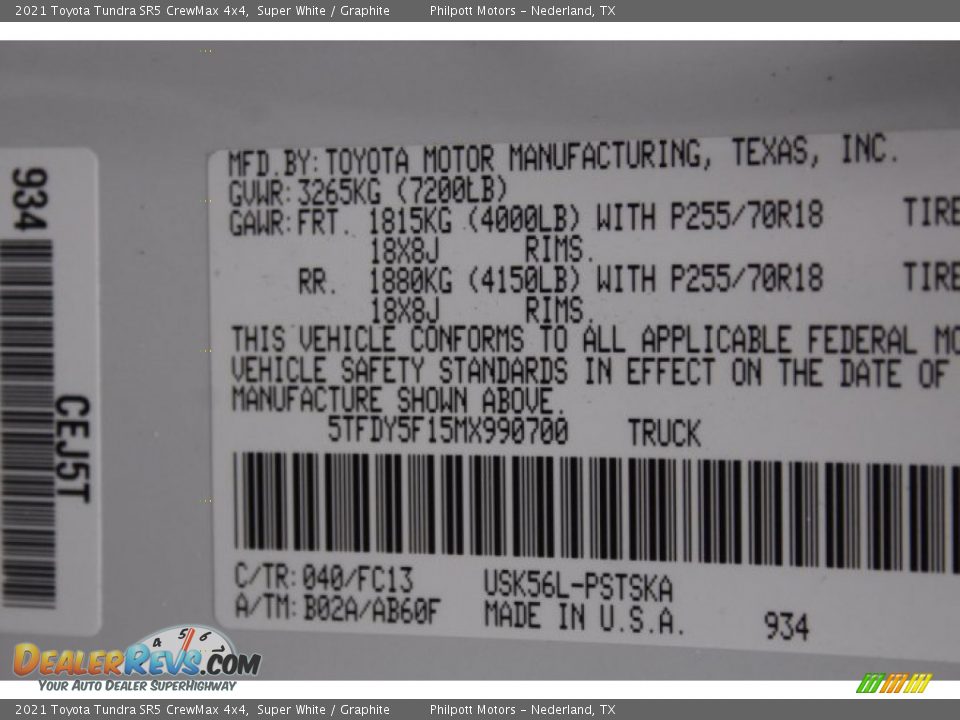 2021 Toyota Tundra SR5 CrewMax 4x4, Super White / Graphite Philpott Motors – Nederland, TX
934
CEJ5T
MFD.BY: TOYOTA MOTOR MANUFACTURING, TEXAS, INC.
GVWR: 3265KG (7200LB)
GAWR: FRT. 1815KG (4000LB) WITH P255/70R18 TIRE
18X8J RIMS.
RR. 1880KG (4150LB) WITH P255/70R18 TIRE
18X8J RIMS.
THIS VEHICLE CONFORMS TO ALL APPLICABLE FEDERAL MO
VEHICLE SAFETY STANDARDS IN EFFECT ON THE DATE OF
MANUFACTURE SHOWN ABOVE.
5TFDY5F15MX990700 TRUCK
C/TR: 040/FC13 USK56L-PSTSKA
A/TM: B02A/AB60F MADE IN U.S.A. 934
4 5 6
DealerRevs.com
Your Auto Dealer SuperHighway
2021 Toyota Tundra SR5 CrewMax 4x4, Super White / Graphite Philpott Motors – Nederland, TX